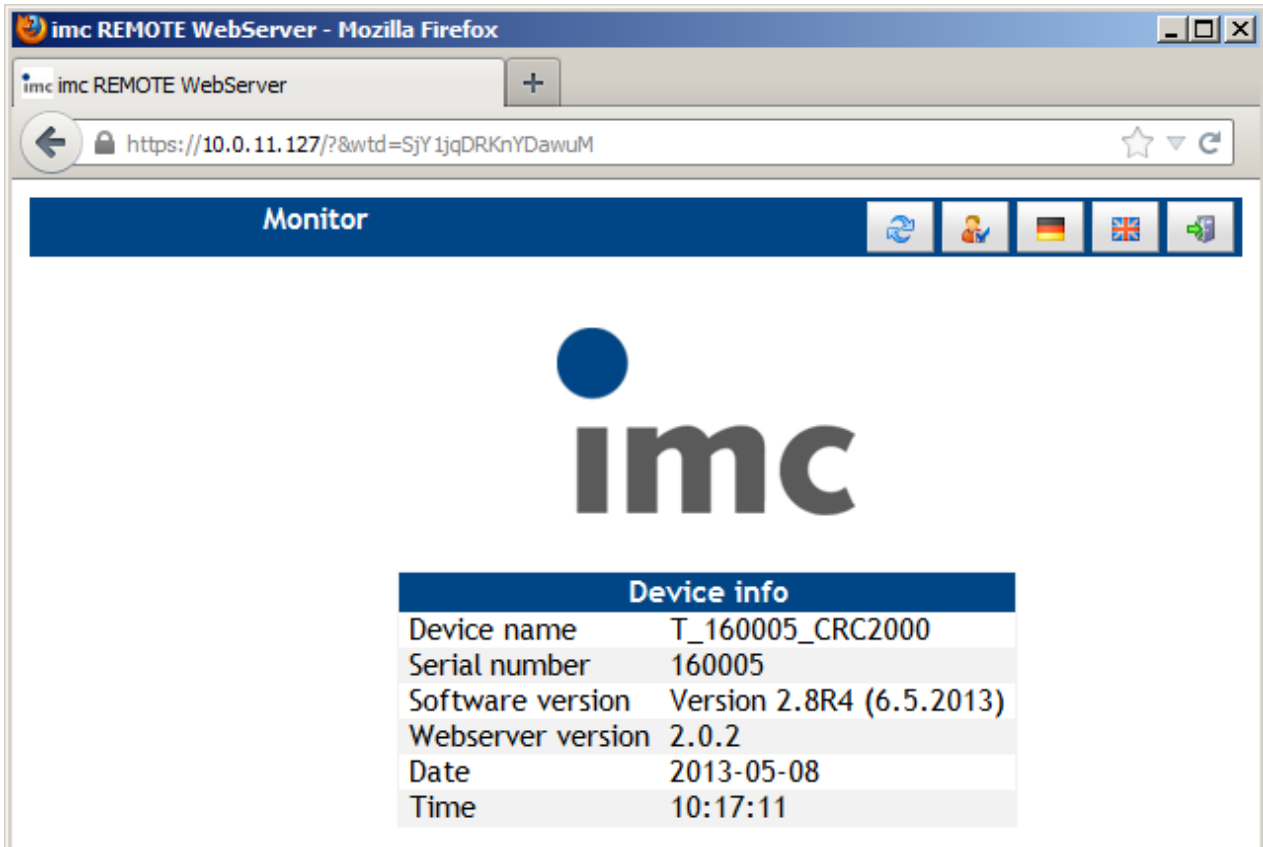 imc REMOTE WebServer - Mozilla Firefox
imc imc REMOTE WebServer
https://10.0.11.127/?&wtd=SjY1jqDRKnYDawuM
Monitor
imc
Device info
Device name T_160005_CRC2000
Serial number 160005
Software version Version 2.8R4 (6.5.2013)
Webserver version 2.0.2
Date 2013-05-08
Time 10:17:11